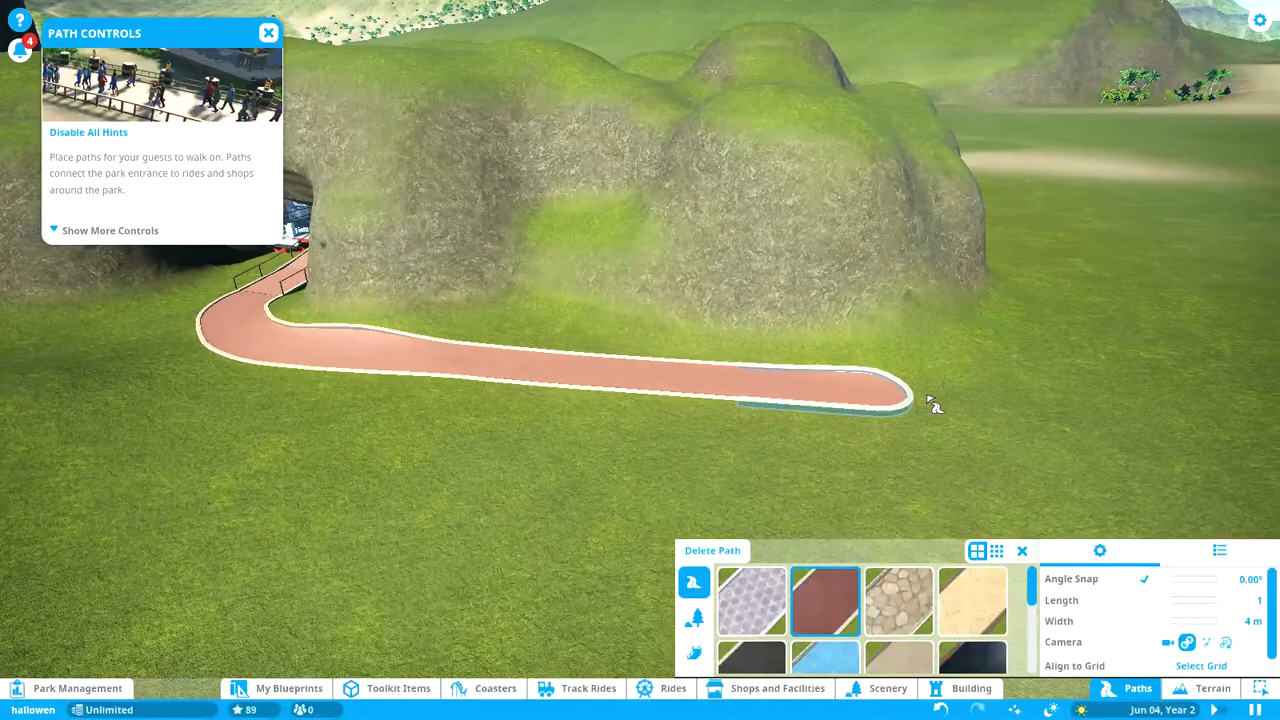 ?
4
PATH CONTROLS
Disable All Hints
Place paths for your guests to walk on. Paths
connect the park entrance to rides and shops
around the park.
Show More Controls
Delete Path
Angle Snap
0.00°
Length
1
Width
4 m
Camera
Align to Grid
Select Grid
Park Management
My Blueprints
Toolkit Items
Coasters
Track Rides
Rides
Shops and Facilities
Scenery
Building
Paths
Terrain
hallowen
Unlimited
89
0
Jun 04, Year 2